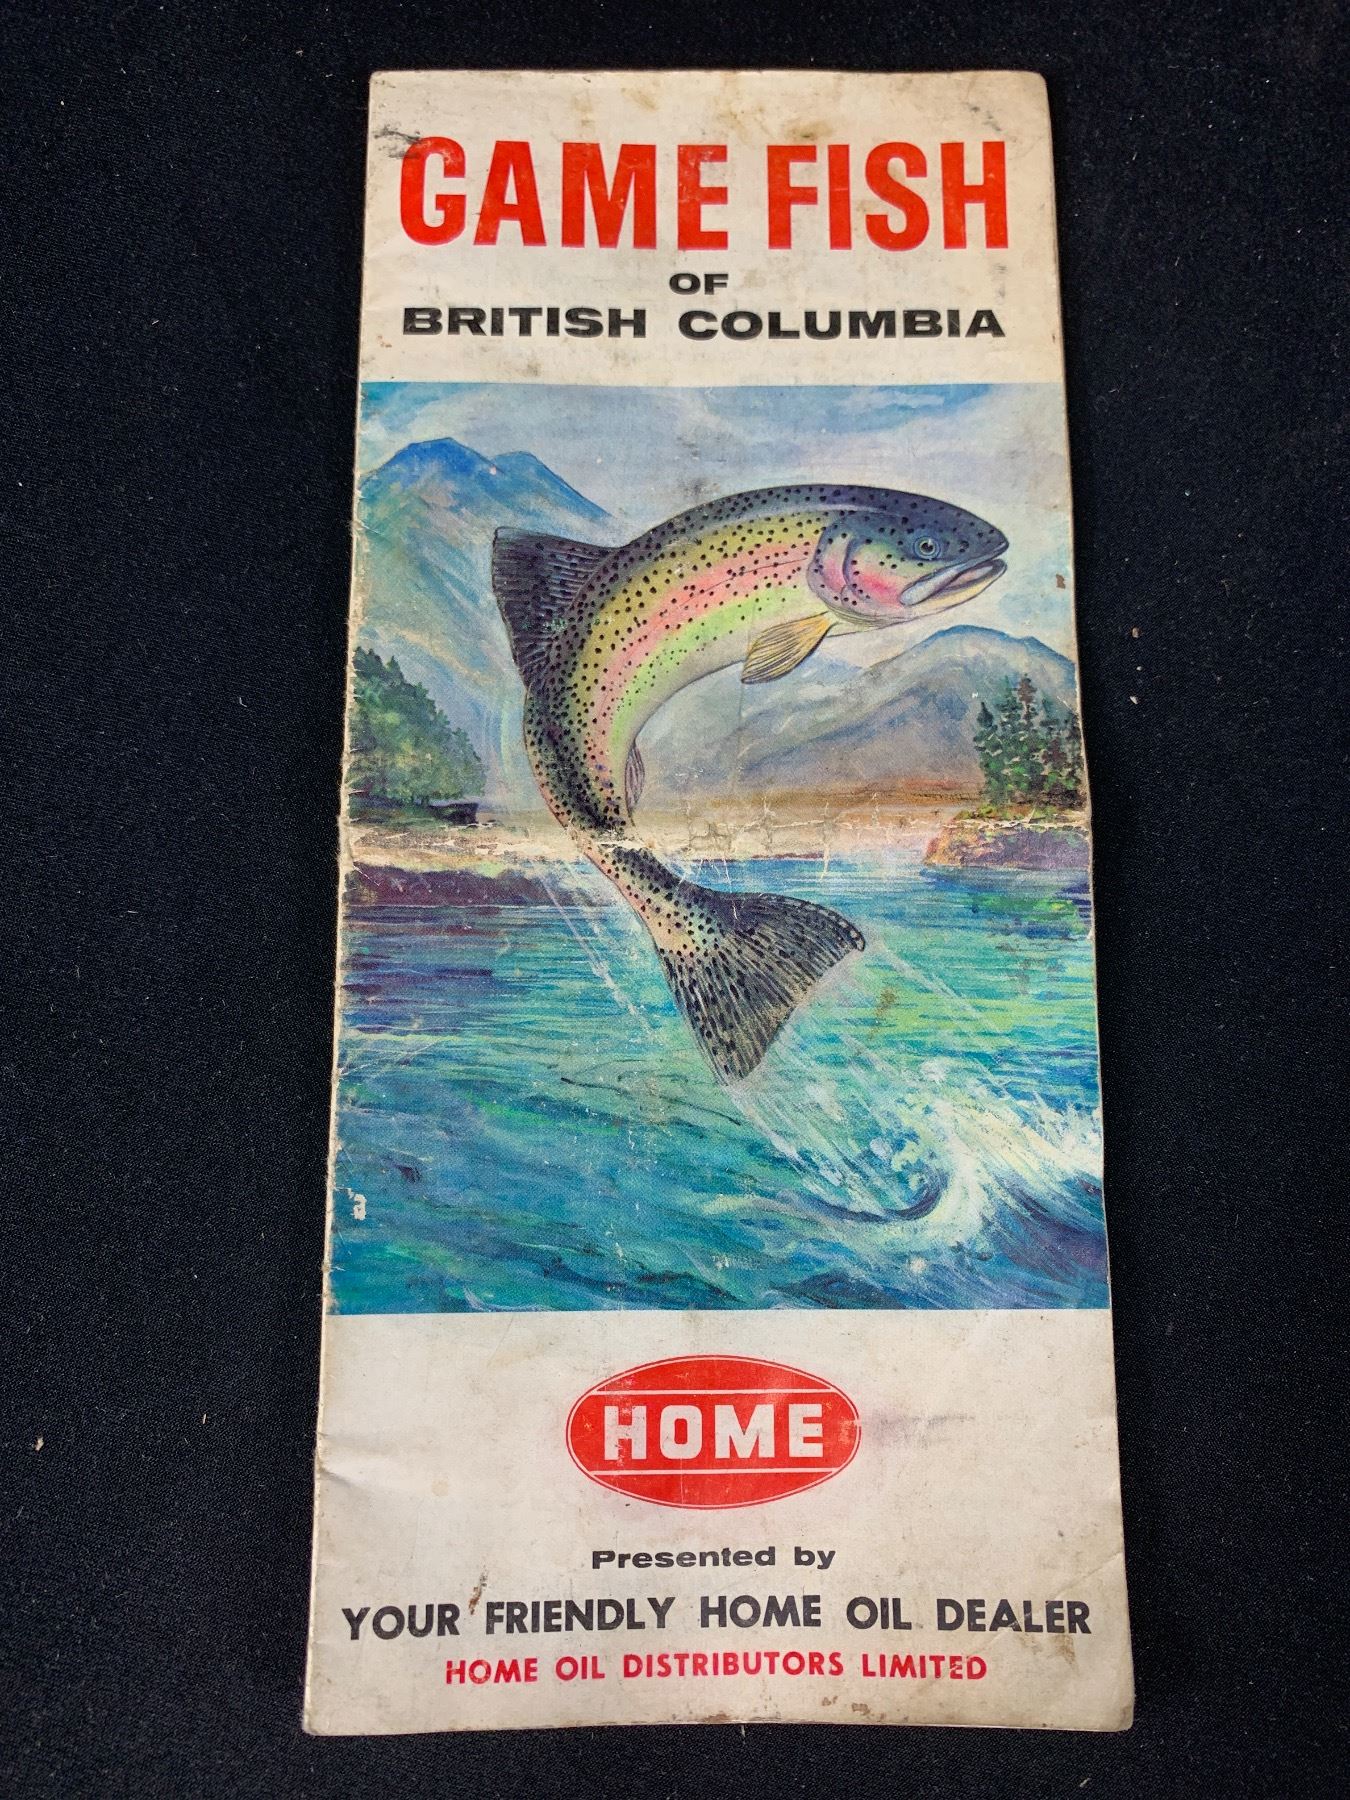 GAME FISH
OF
BRITISH COLUMBIA
HOME
Presented by
YOUR FRIENDLY HOME OIL DEALER
HOME OIL DISTRIBUTORS LIMITED